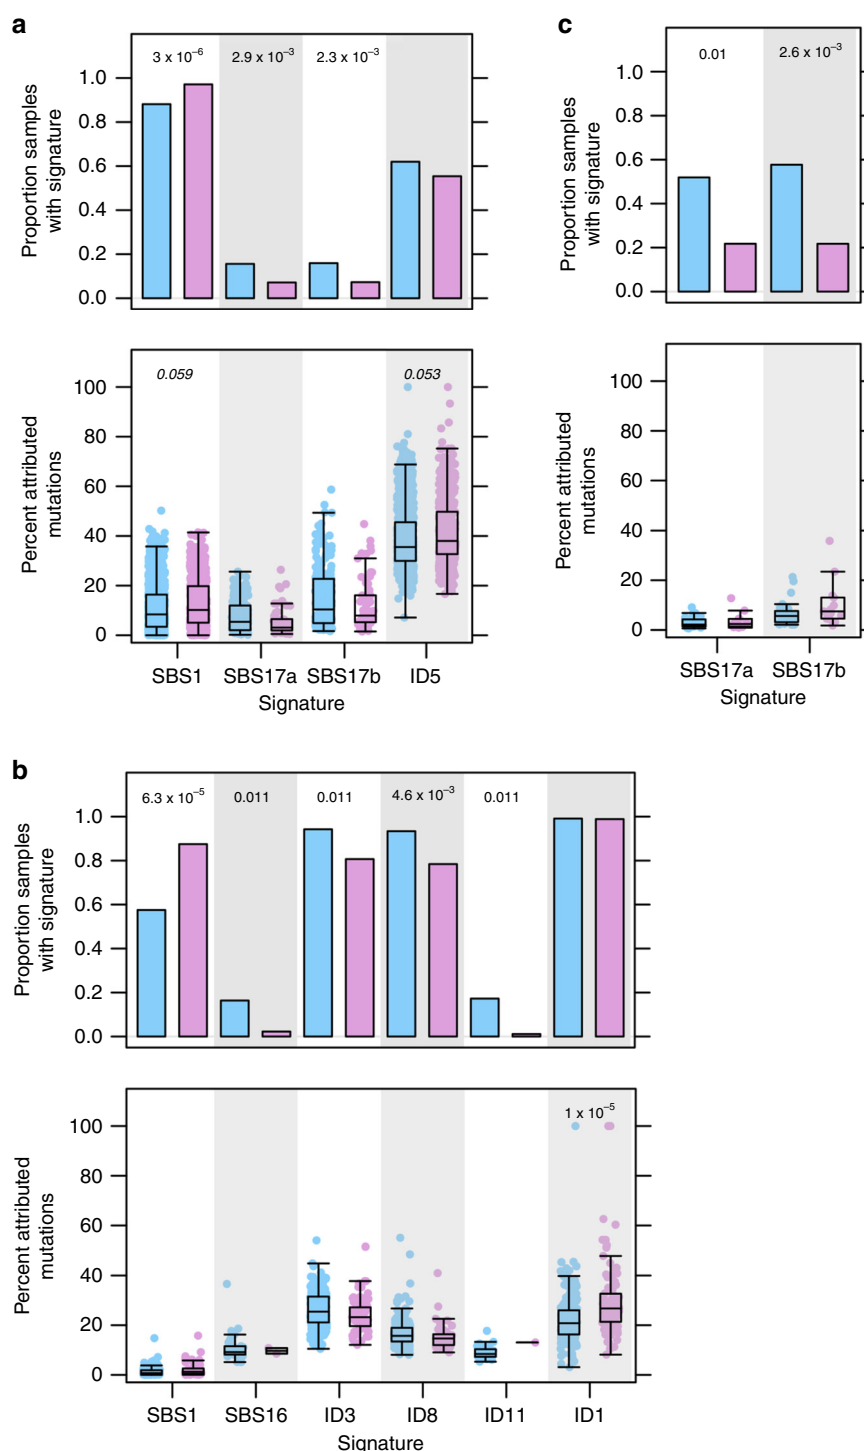 a
3 x 10⁻⁶ 2.9 x 10⁻³ 2.3 x 10⁻³
Proportion samples
with signature
1.0
0.8
0.6
0.4
0.2
0.0
0.059 0.053
Percent attributed
mutations
100
80
60
40
20
0
SBS1 SBS17a SBS17b ID5
Signature
c
0.01 2.6 x 10⁻³
Proportion samples
with signature
1.0
0.8
0.6
0.4
0.2
0.0
Percent attributed
mutations
100
80
60
40
20
0
SBS17a SBS17b
Signature
b
6.3 x 10⁻⁵ 0.011 0.011 4.6 x 10⁻³ 0.011
Proportion samples
with signature
1.0
0.8
0.6
0.4
0.2
0.0
1 x 10⁻⁵
Percent attributed
mutations
100
80
60
40
20
0
SBS1 SBS16 ID3 ID8 ID11 ID1
Signature